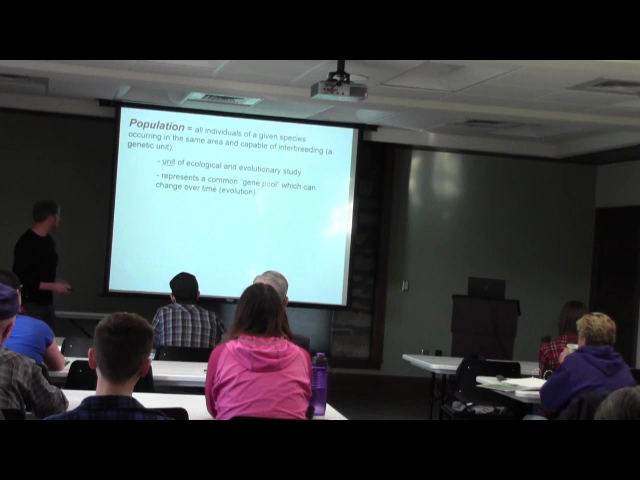 Population = all individuals of a given species
occurring in the same area and capable of interbreeding (a
genetic unit).
- unit of ecological and evolutionary study
- represents a common "gene pool" which can
change over time (evolution)